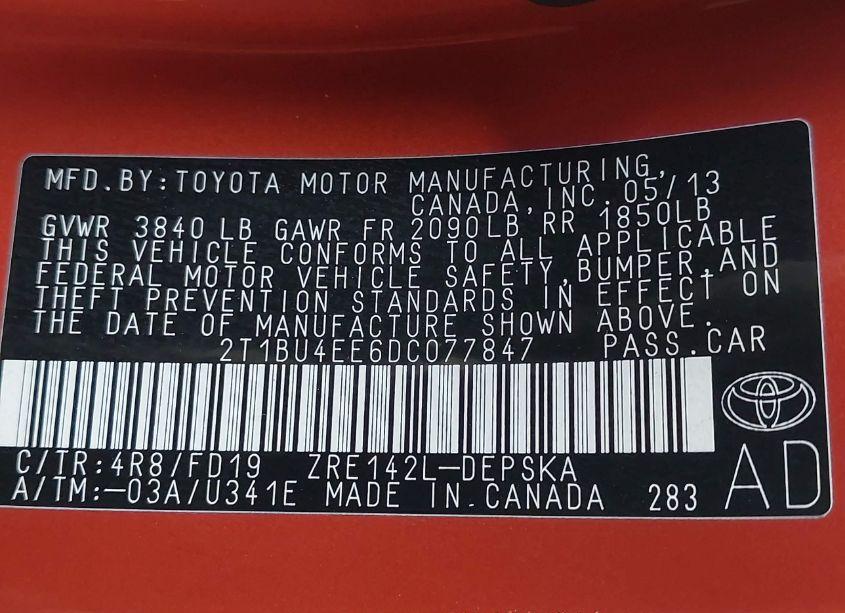 MFD.BY:TOYOTA MOTOR MANUFACTURING,
CANADA, INC. 05/13
GVWR 3840 LB GAWR FR 2090LB RR 1850LB
THIS VEHICLE CONFORMS TO ALL APPLICABLE
FEDERAL MOTOR VEHICLE SAFETY,BUMPER,AND
THEFT PREVENTION STANDARDS IN EFFECT ON
THE DATE OF MANUFACTURE SHOWN ABOVE.
2T1BU4EE6DC077847 PASS.CAR
C/TR:4R8/FD19 ZRE142L-DEPSKA
A/TM:-03A/U341E MADE IN CANADA 283 AD